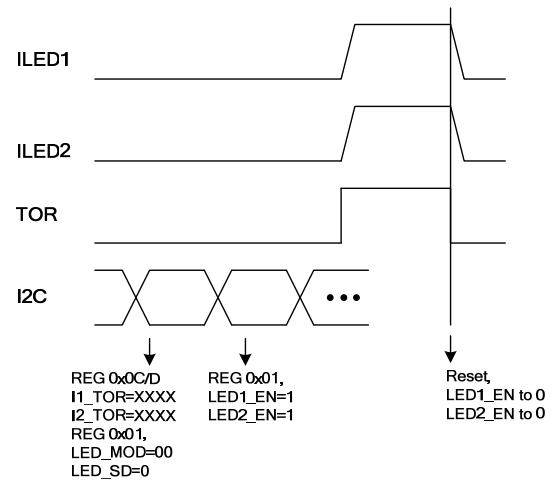 ILED1
ILED2
TOR
I2C
REG 0x0C/D
I1_TOR=XXXX
I2_TOR=XXXX
REG 0x01,
LED_MOD=00
LED_SD=0
REG 0x01,
LED1_EN=1
LED2_EN=1
Reset,
LED1_EN to 0
LED2_EN to 0